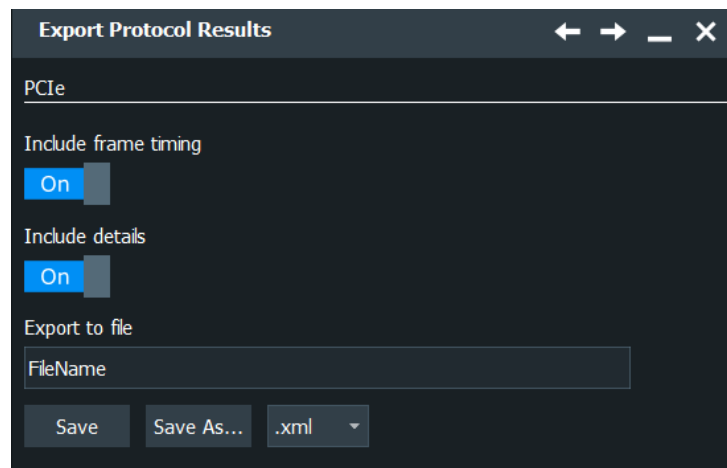 Export Protocol Results
PCIe
Include frame timing
On
Include details
On
Export to file
FileName
Save Save As... .xml